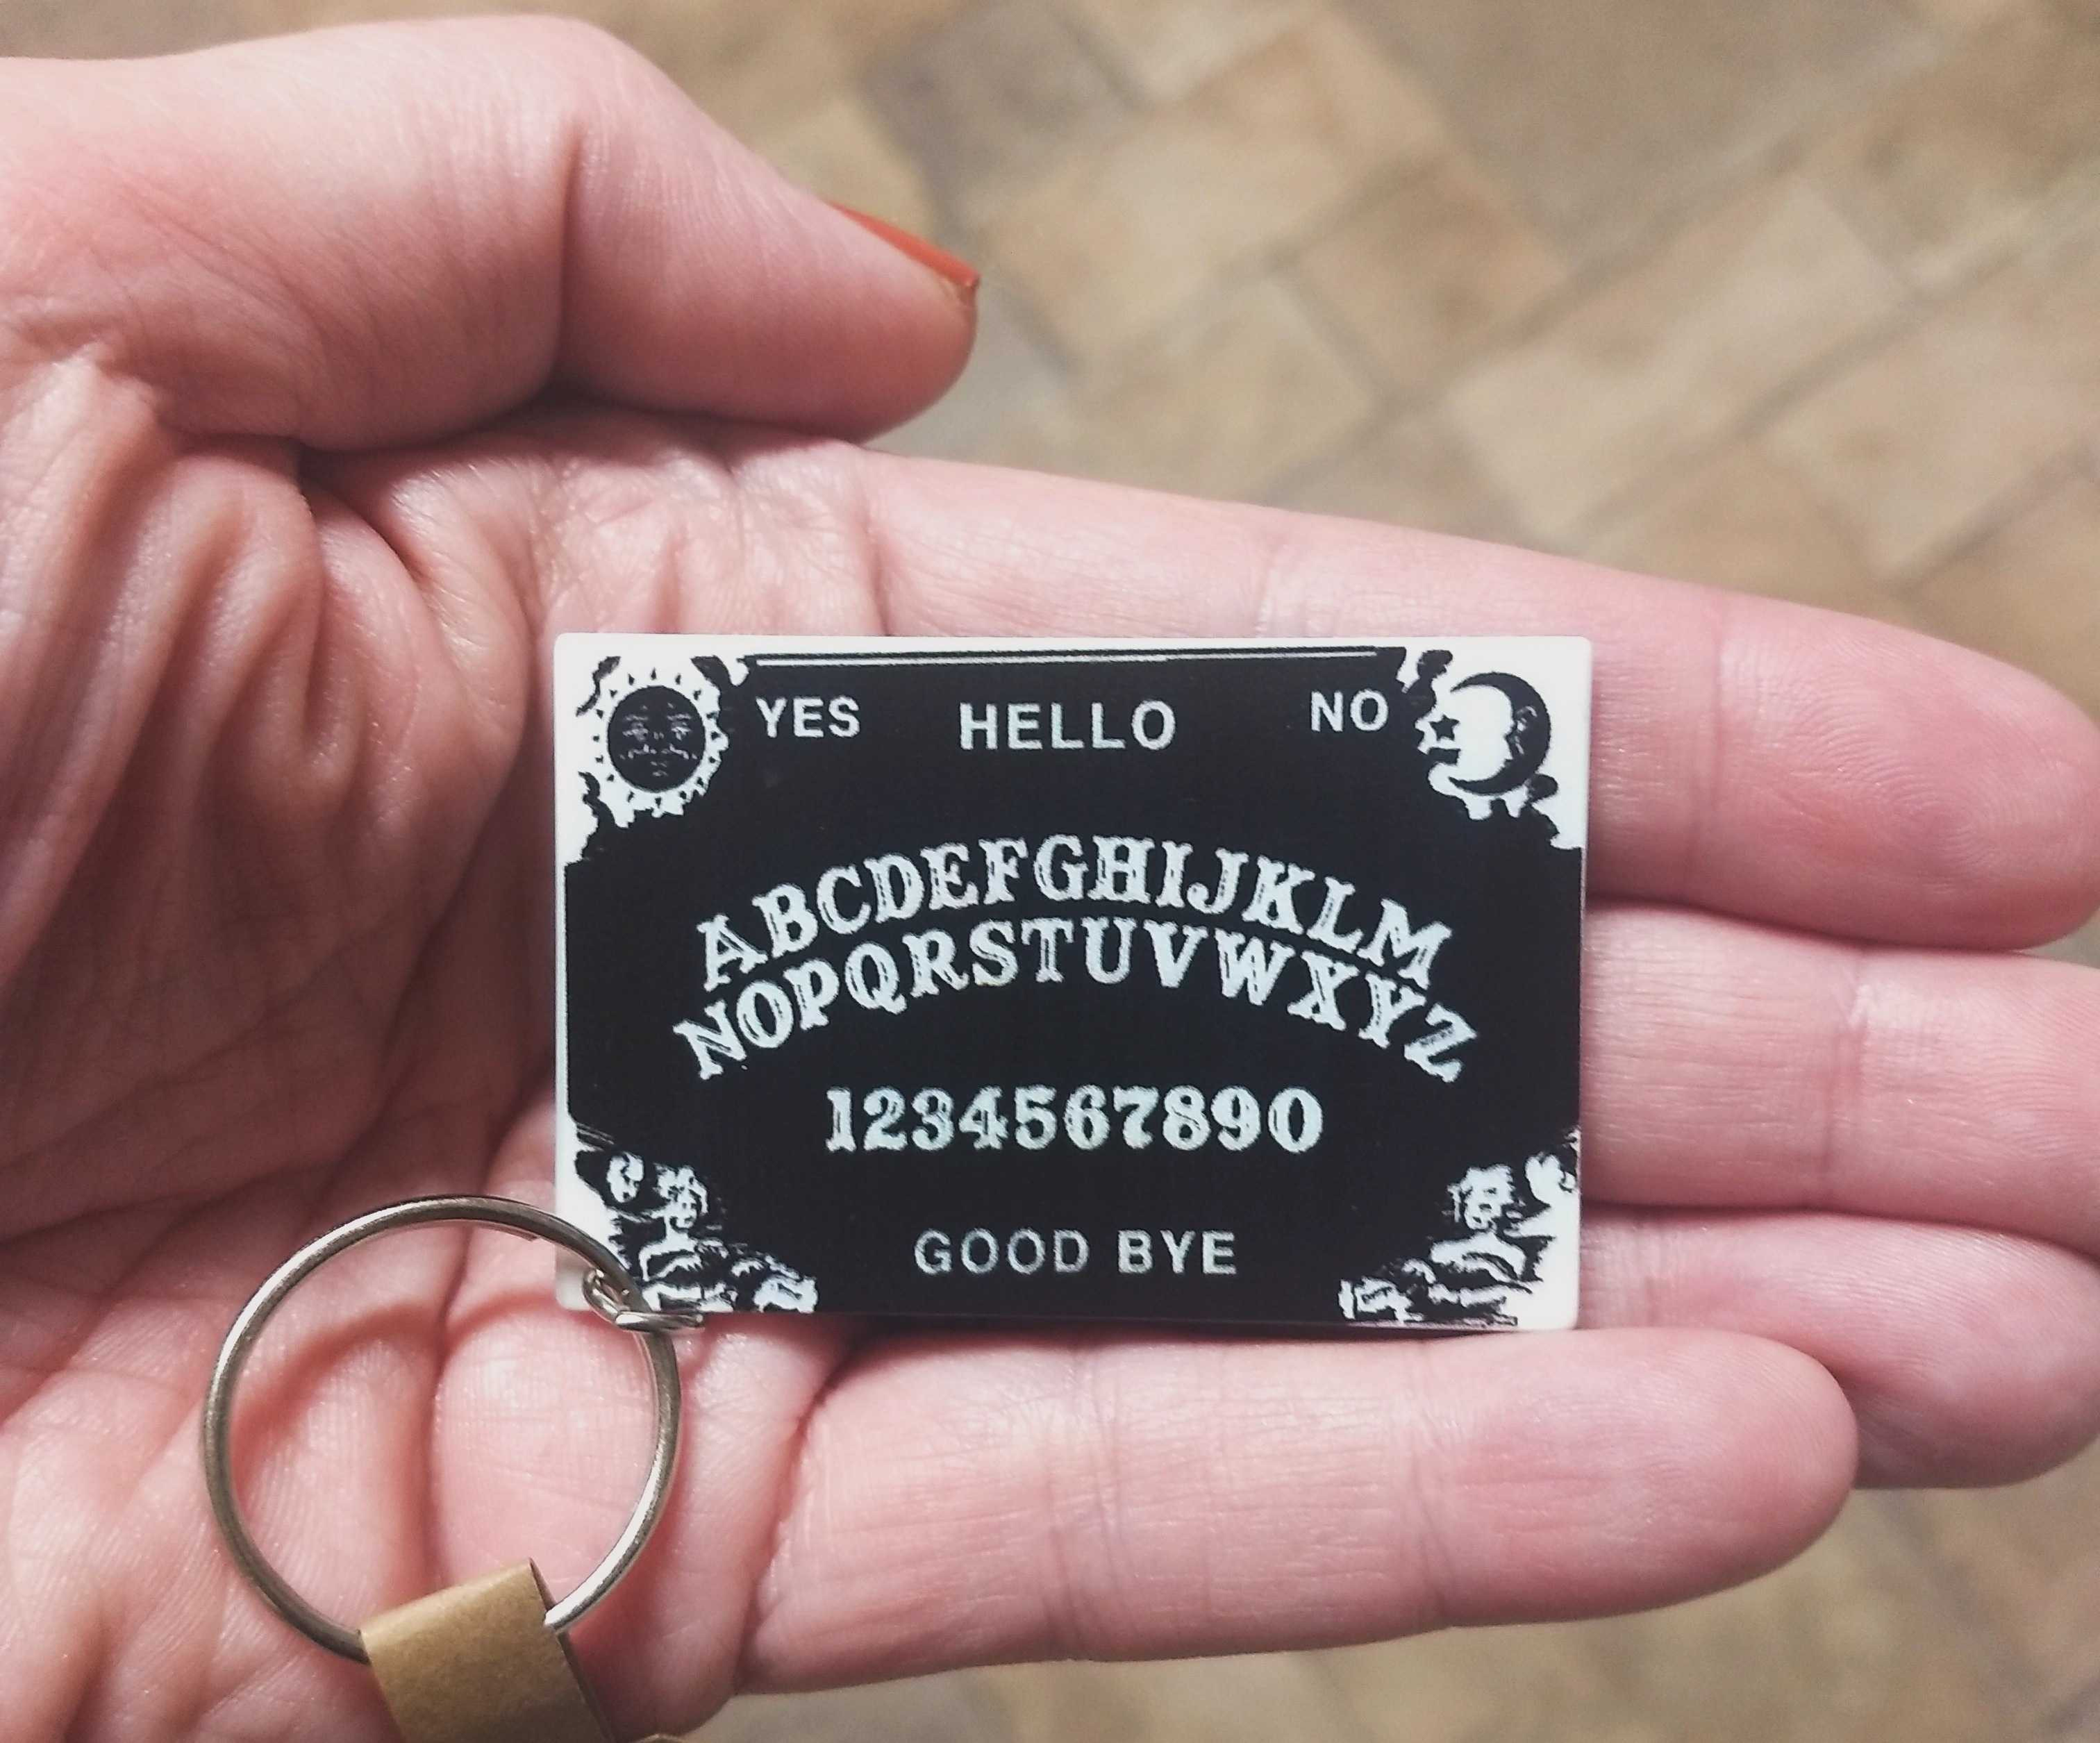 YES HELLO NO
ABCDEFGHIJKLM
NOPQRSTUVWXYZ
1234567890
GOOD BYE